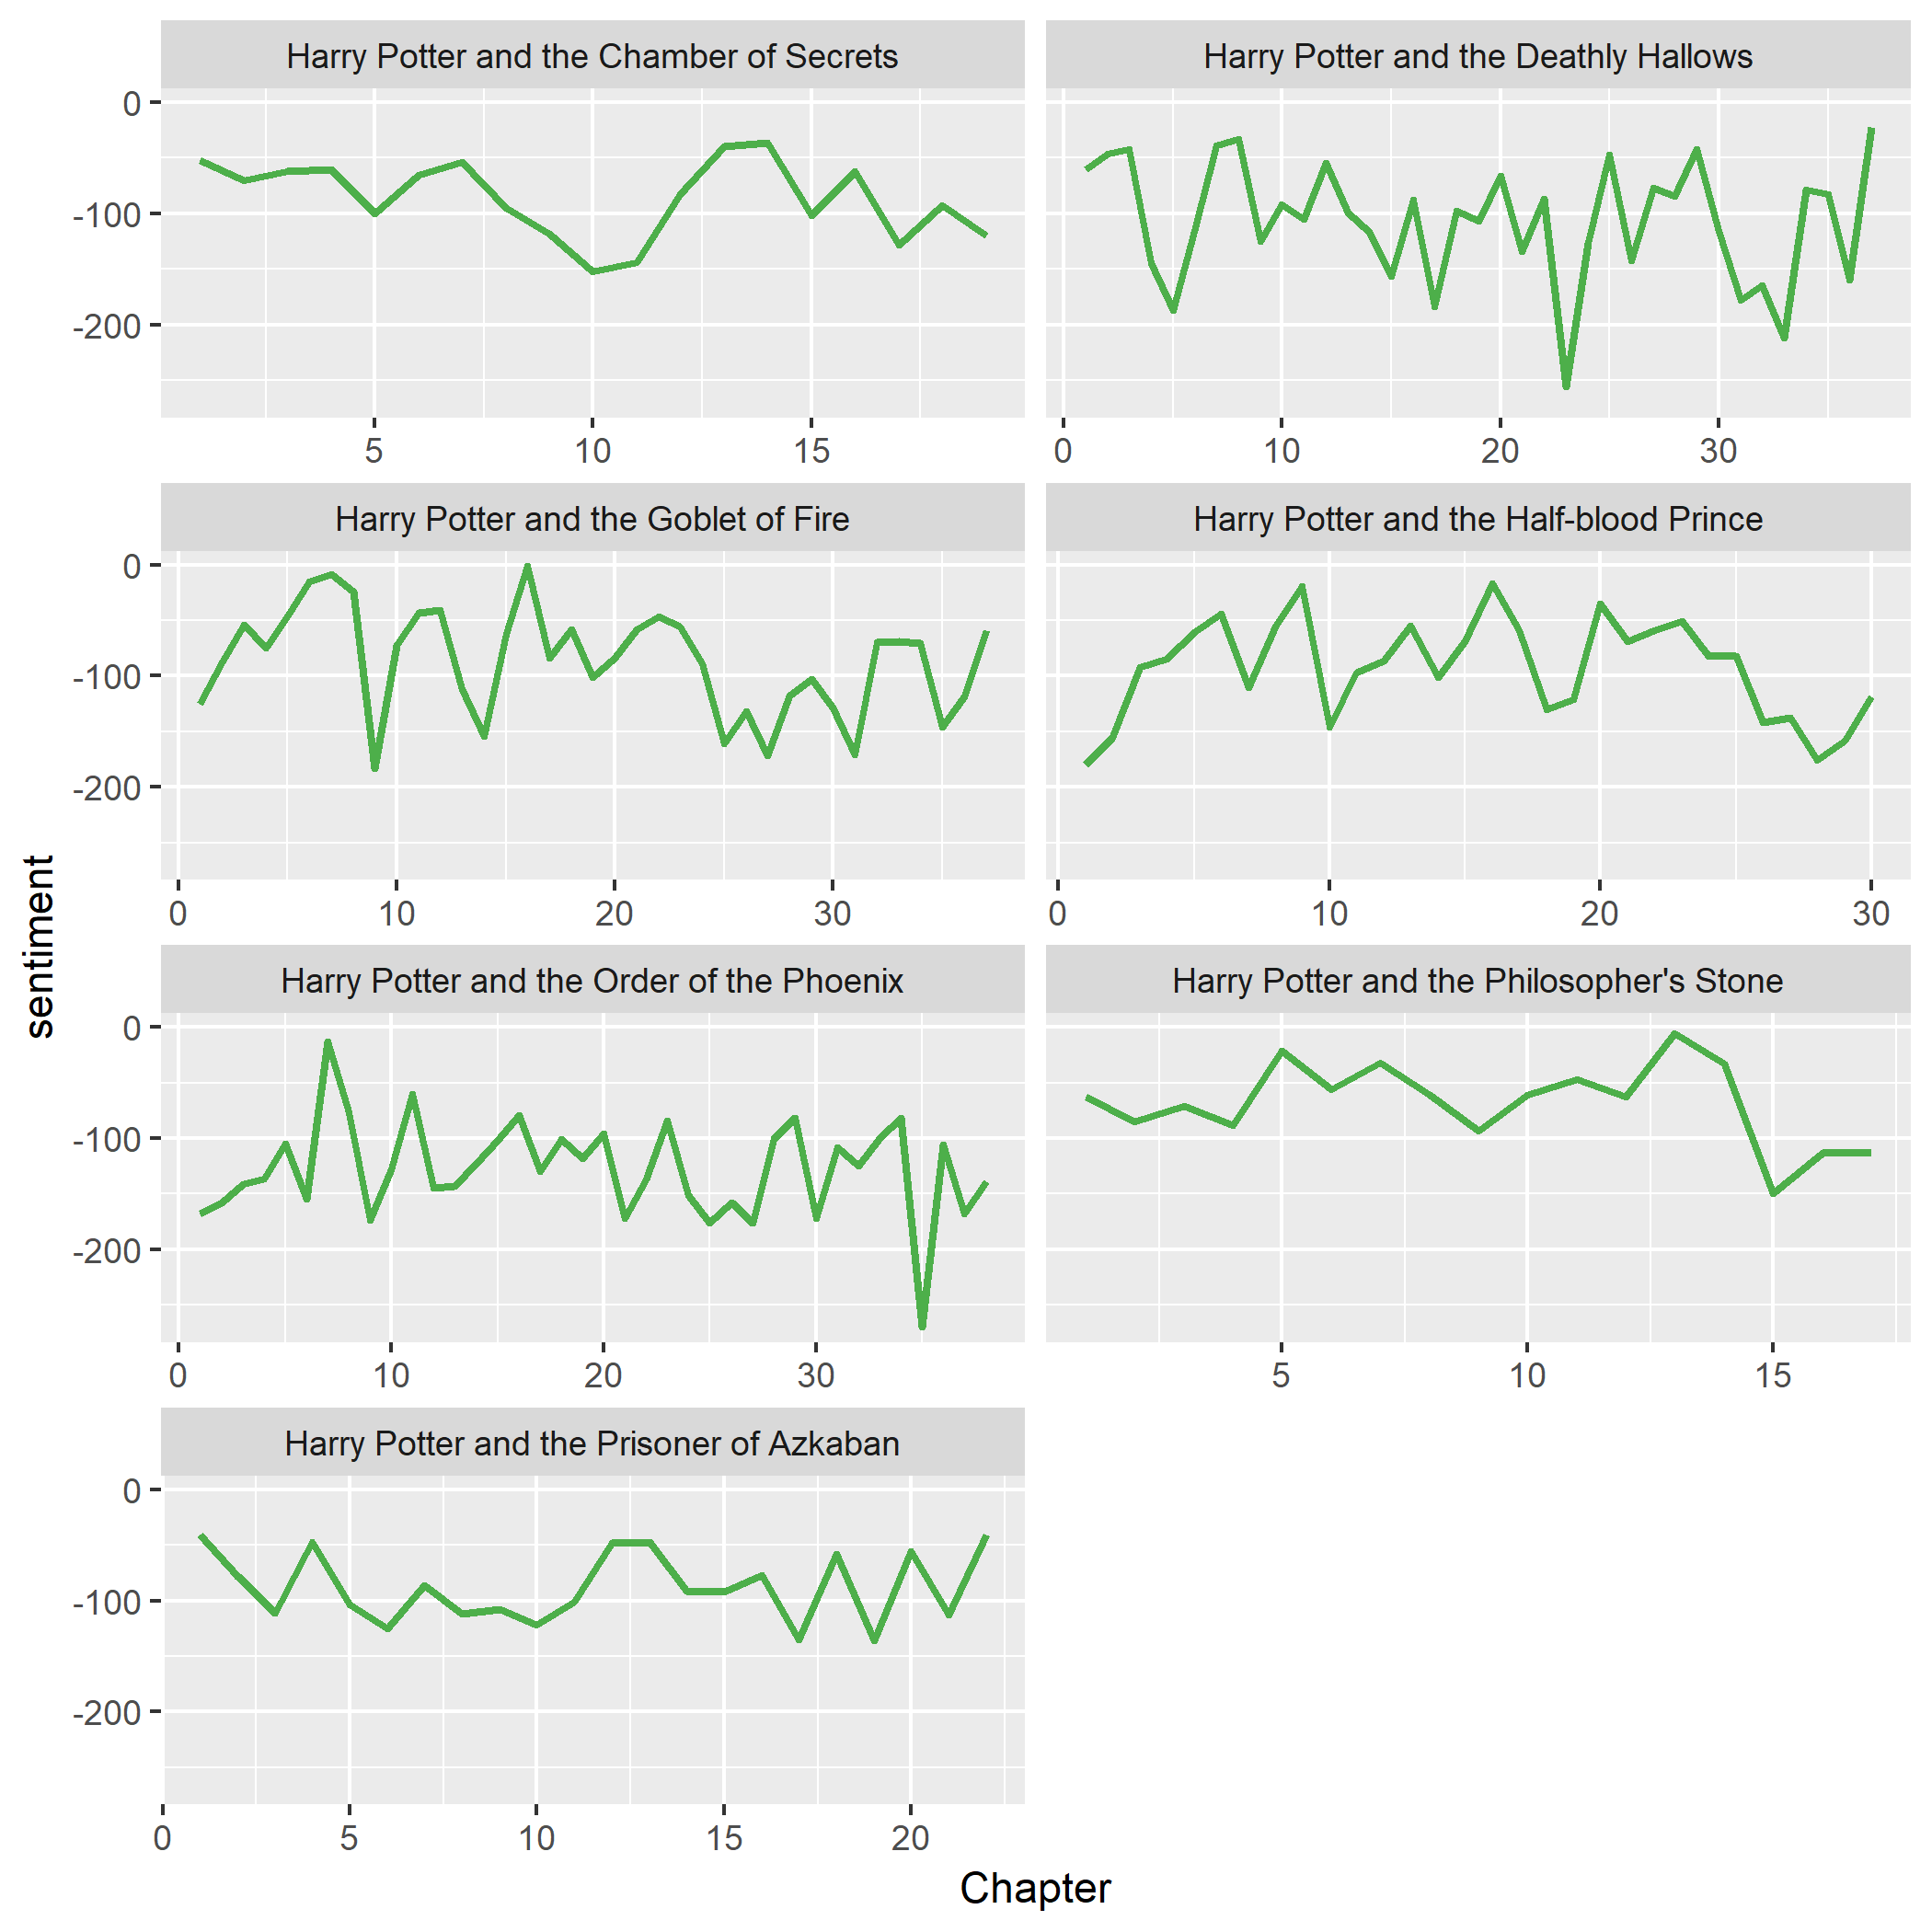 Harry Potter and the Chamber of Secrets
Harry Potter and the Deathly Hallows
0
-100
-200
5 10 15
0 10 20 30
Harry Potter and the Goblet of Fire
Harry Potter and the Half-blood Prince
0
-100
-200
0 10 20 30
0 10 20 30
Harry Potter and the Order of the Phoenix
Harry Potter and the Philosopher's Stone
0
-100
-200
0 10 20 30
5 10 15
Harry Potter and the Prisoner of Azkaban
0
-100
-200
0 5 10 15 20
sentiment
Chapter